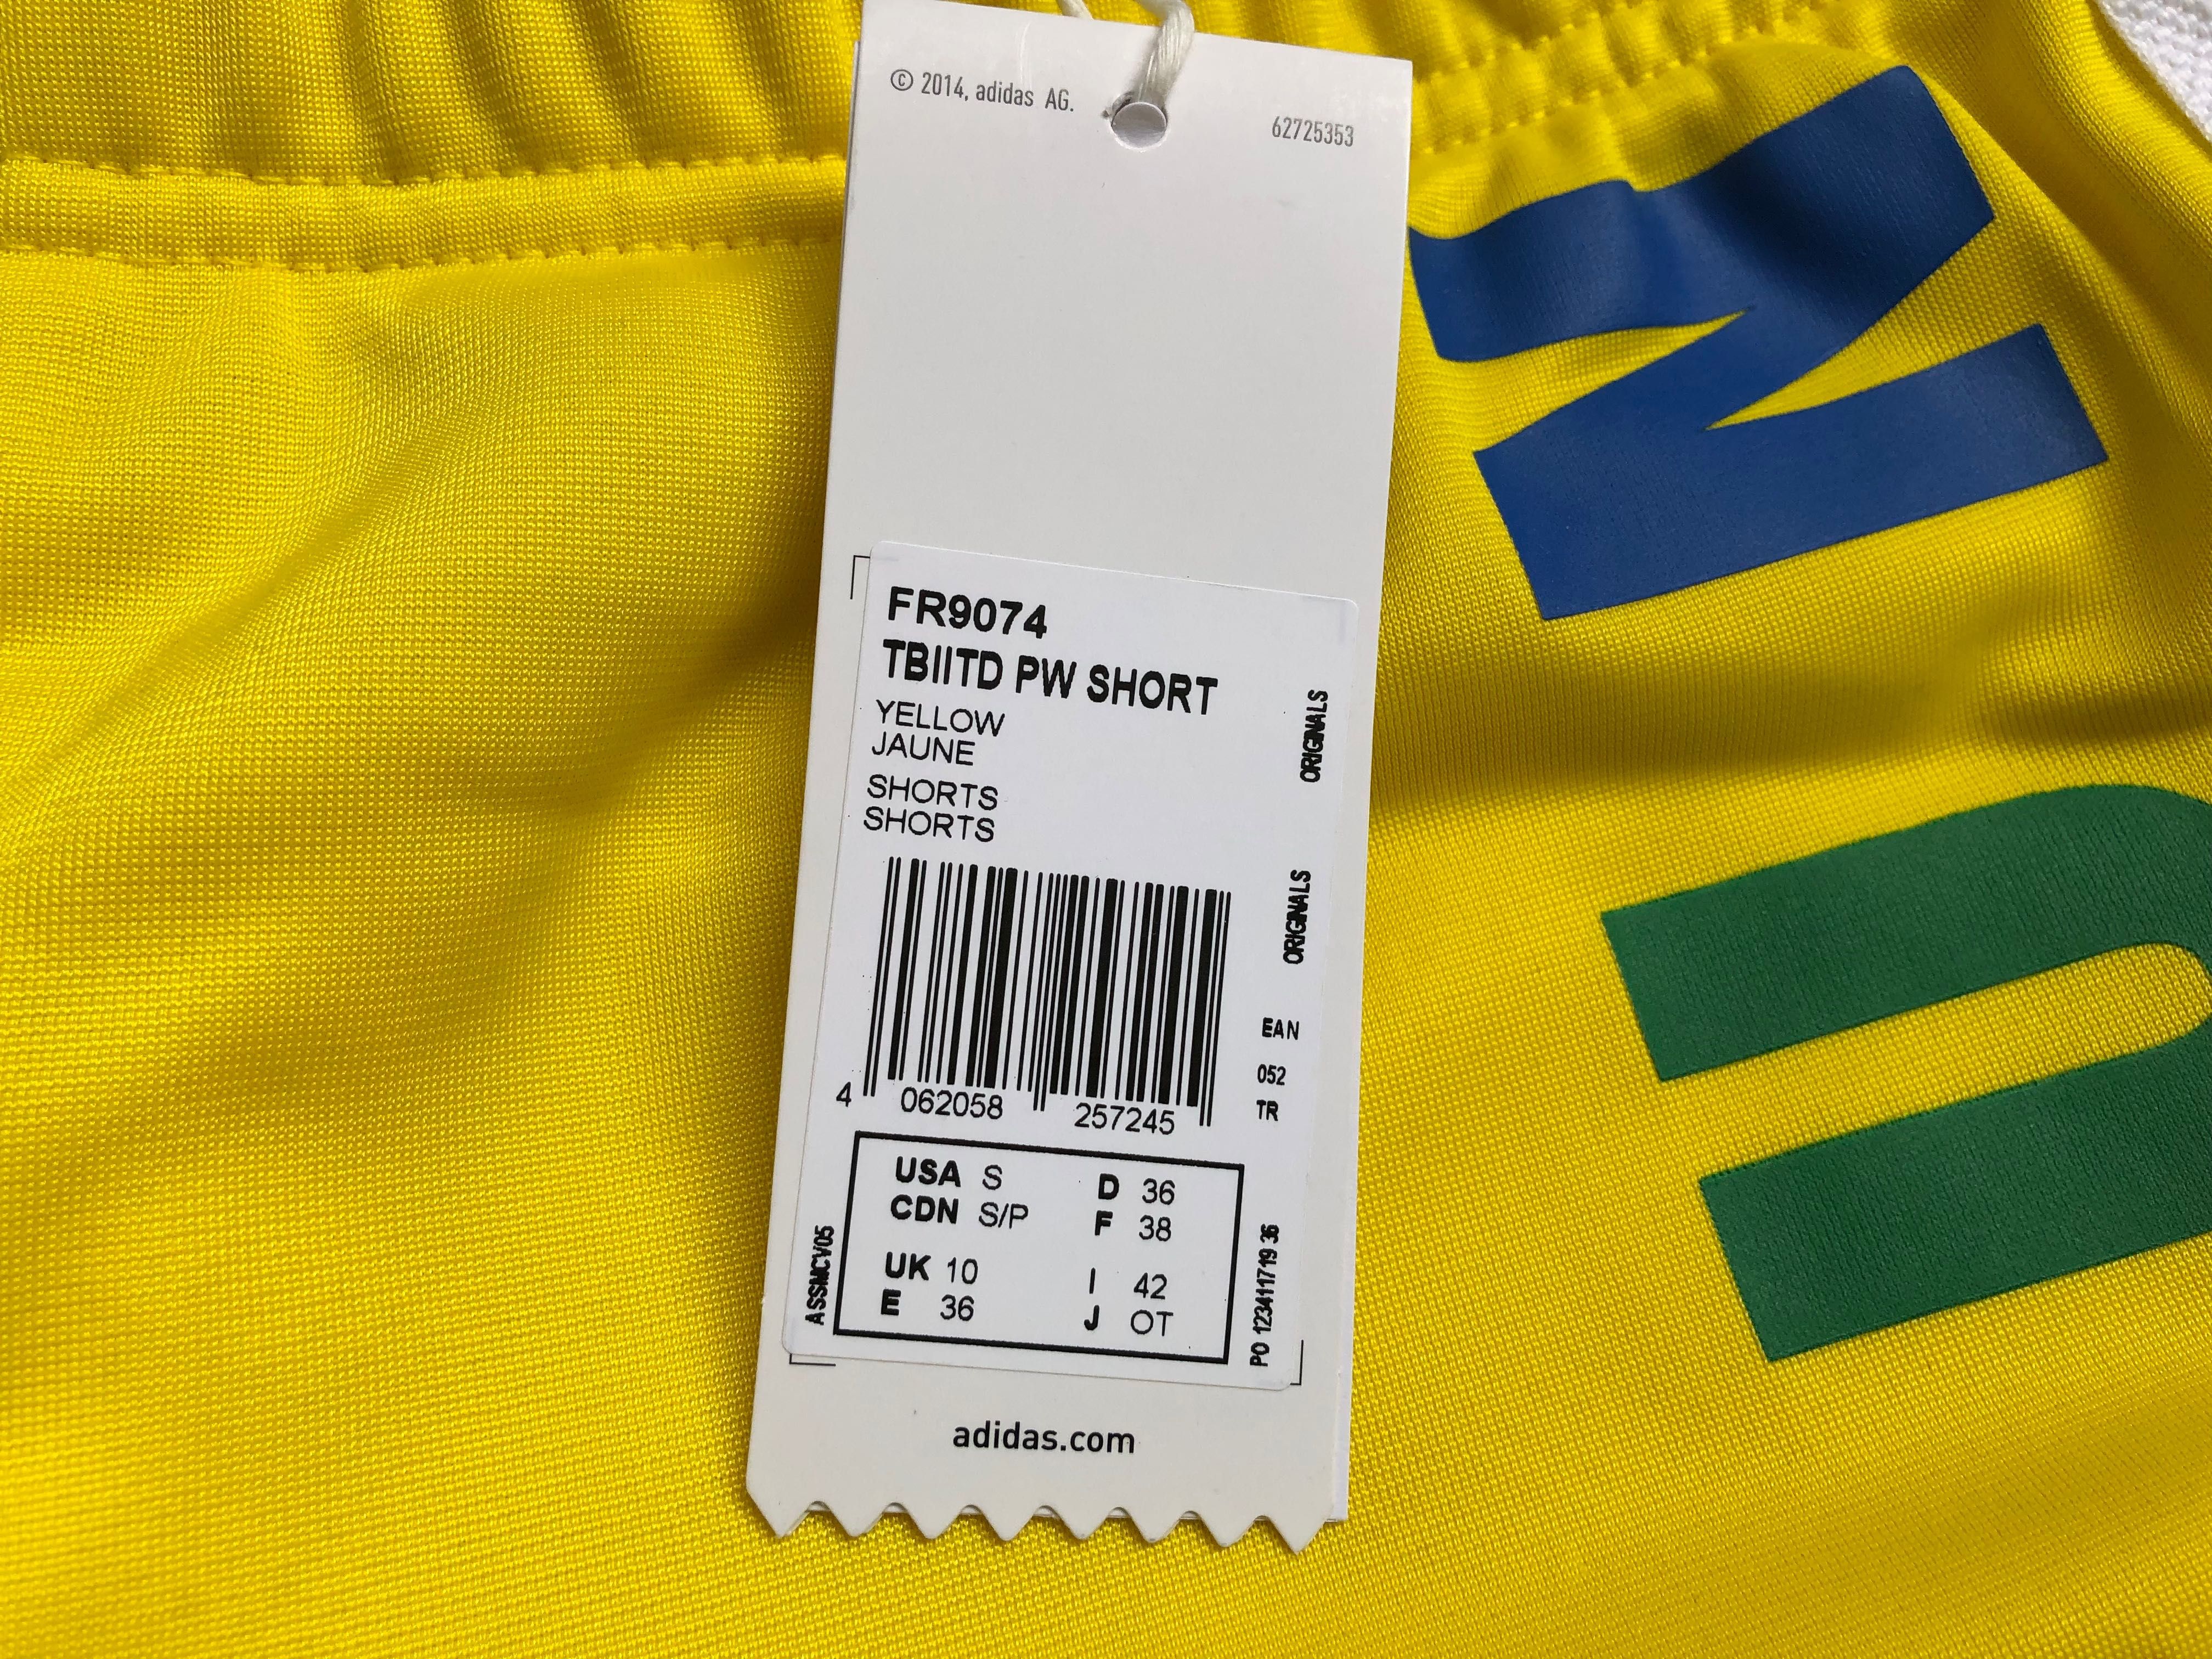 © 2014, adidas AG.
62725353
FR9074
TBIITD PW SHORT
YELLOW
JAUNE
SHORTS
SHORTS
ORIGINALS
ORIGINALS
EAN
052
TR
4 062058 257245
USA S D 36
CDN S/P F 38
UK 10 I 42
E 36 J OT
ASSMCV05
PO 123411719 36
adidas.com